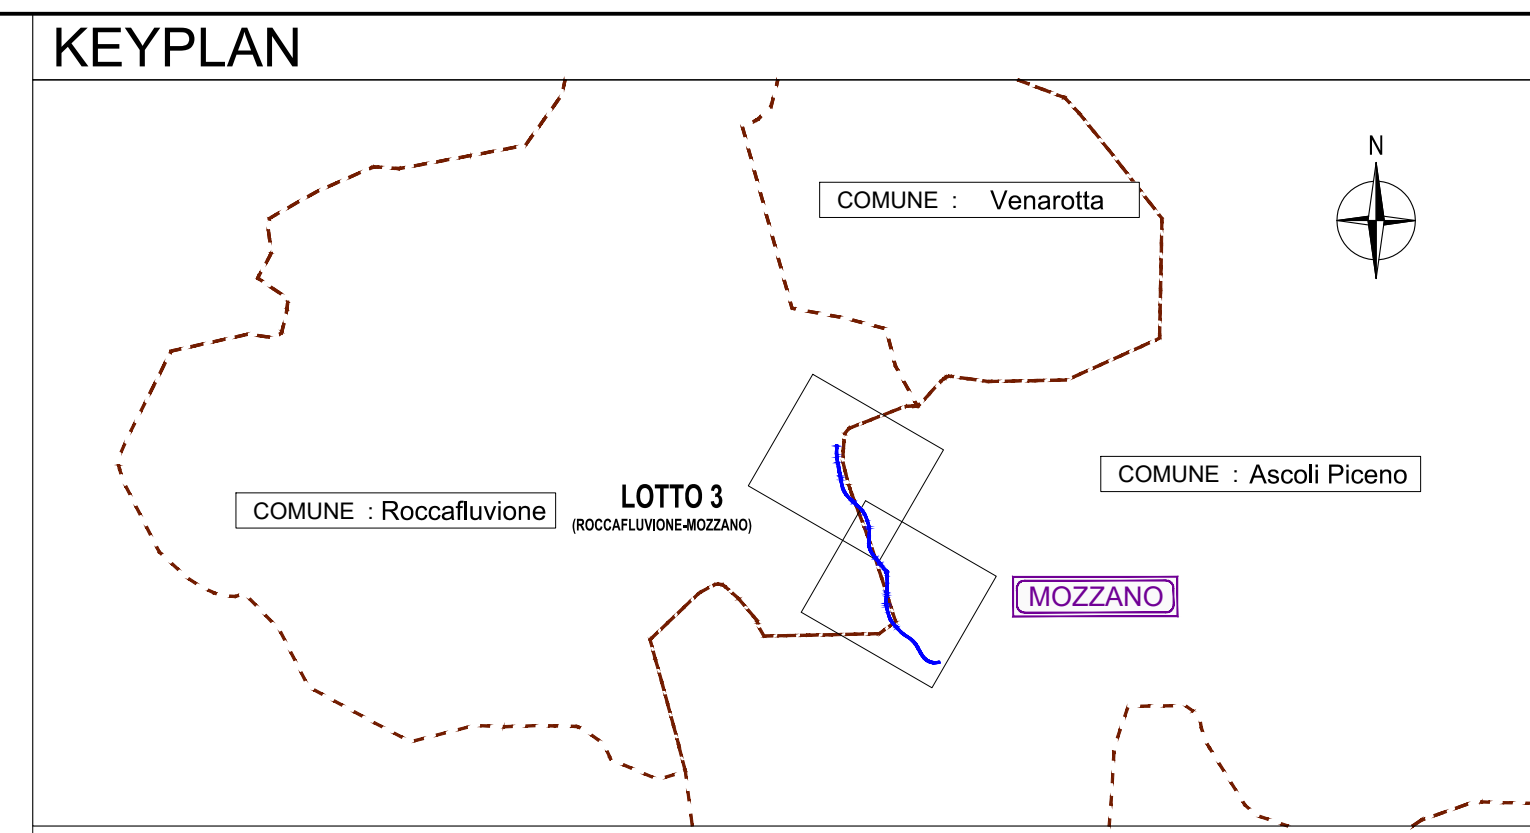 KEYPLAN
N
COMUNE : Venarotta
COMUNE : Ascoli Piceno
LOTTO 3
COMUNE : Roccafluvione
(ROCCAFLUVIONE-MOZZANO)
MOZZANO